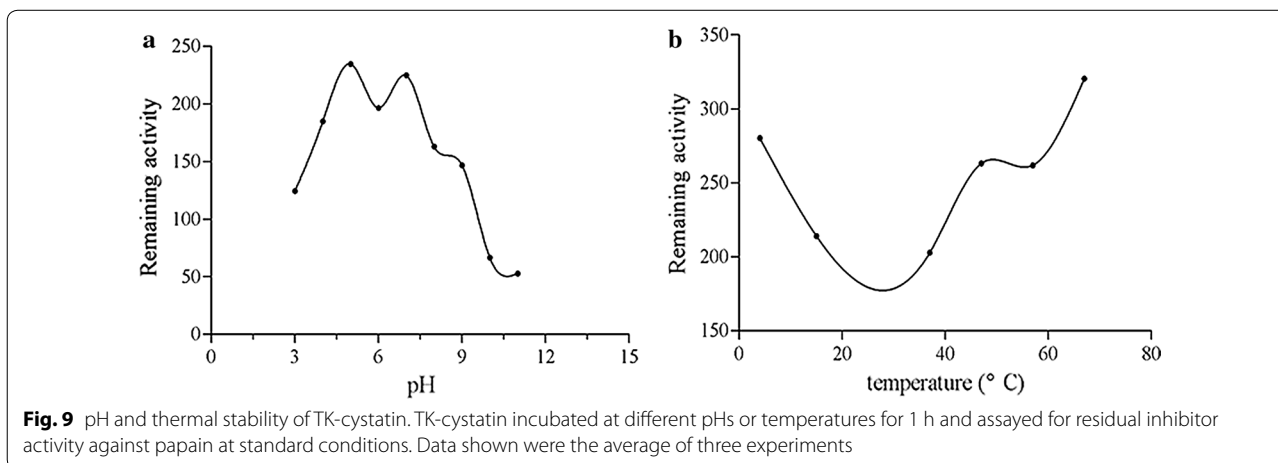 a
250
200
150
100
50
0
Remaining activity
0 3 6 9 12 15
pH
b
350
300
250
200
150
Remaining activity
0 20 40 60 80
temperature (° C)
Fig. 9 pH and thermal stability of TK-cystatin. TK-cystatin incubated at different pHs or temperatures for 1 h and assayed for residual inhibitor
activity against papain at standard conditions. Data shown were the average of three experiments